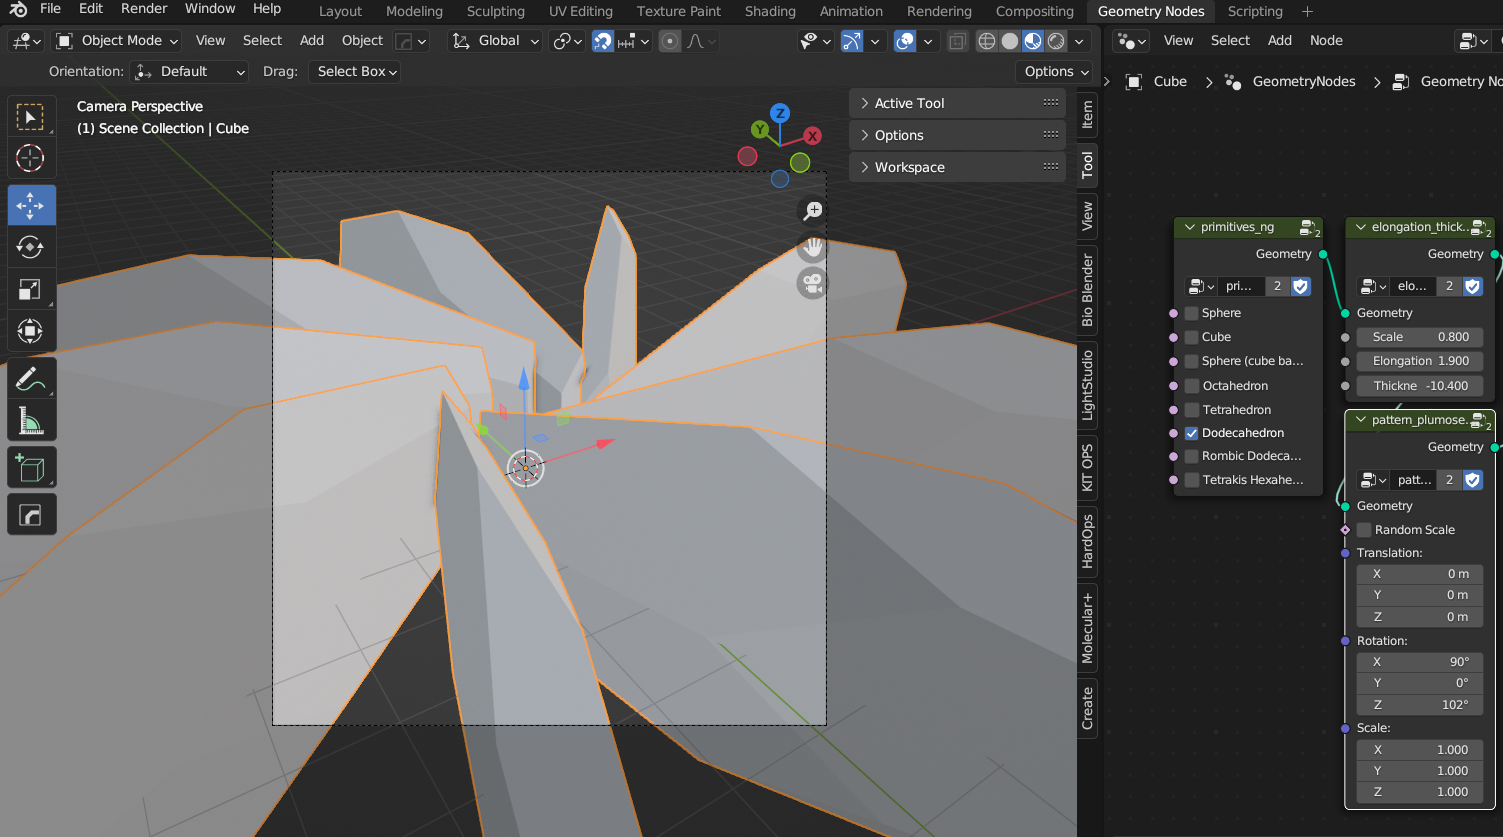 File Edit Render Window Help Layout Modeling Sculpting UV Editing Texture Paint Shading Animation Rendering Compositing Geometry Nodes Scripting +
Object Mode View Select Add Object Global View Select Add Node
Orientation: Default Drag: Select Box Options
Cube > GeometryNodes > Geometry No
Camera Perspective
(1) Scene Collection | Cube
Active Tool
Options
Workspace
Z
Y
X
Item
Tool
View
Bio Blender
LightStudio
KIT OPS
HardOps
Molecular+
Create
primitives_ng 2
Geometry
pri... 2
Sphere
Cube
Sphere (cube ba...
Octahedron
Tetrahedron
Dodecahedron
Rombic Dodeca...
Tetrakis Hexahe...
elongation_thick.. 2
Geometry
elo... 2
Geometry
Scale 0.800
Elongation 1.900
Thickne -10.400
pattern_plumose. 2
Geometry
patt... 2
Geometry
Random Scale
Translation:
X 0 m
Y 0 m
Z 0 m
Rotation:
X 90°
Y 0°
Z 102°
Scale:
X 1.000
Y 1.000
Z 1.000